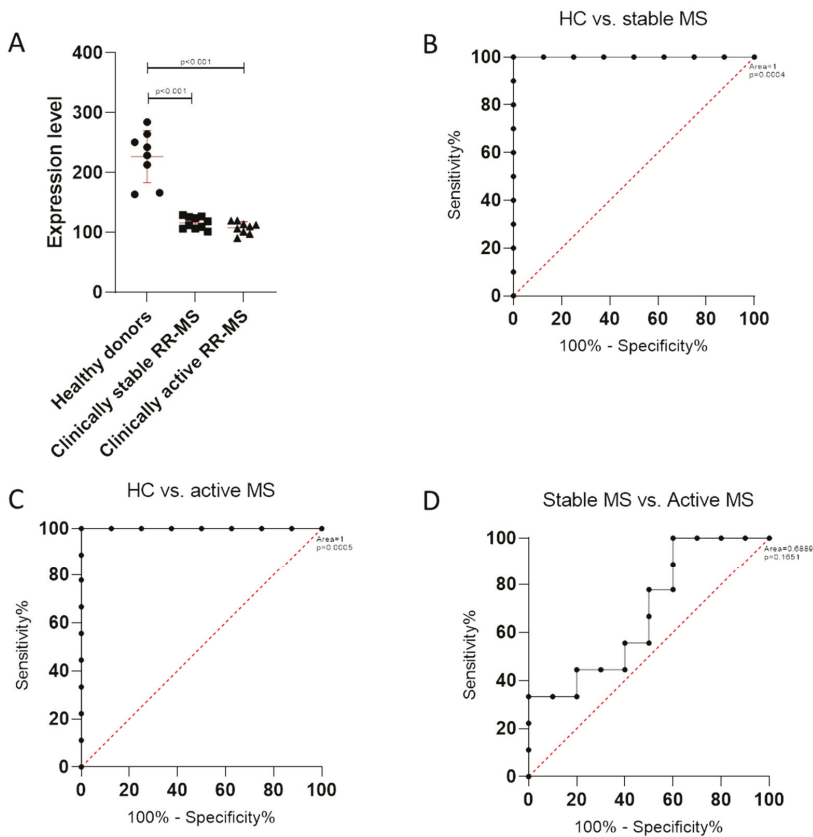 A
400
300
200
100
0
Expression level
p<0.001
p<0.001
Healthy donors
Clinically stable RR-MS
Clinically active RR-MS
B
HC vs. stable MS
100
80
60
40
20
0
Sensitivity%
Area=1
p=0.0004
0 20 40 60 80 100
100% - Specificity%
C
HC vs. active MS
100
80
60
40
20
0
Sensitivity%
Area=1
p=0.0005
0 20 40 60 80 100
100% - Specificity%
D
Stable MS vs. Active MS
100
80
60
40
20
0
Sensitivity%
Area=0.6889
p=0.1651
0 20 40 60 80 100
100% - Specificity%